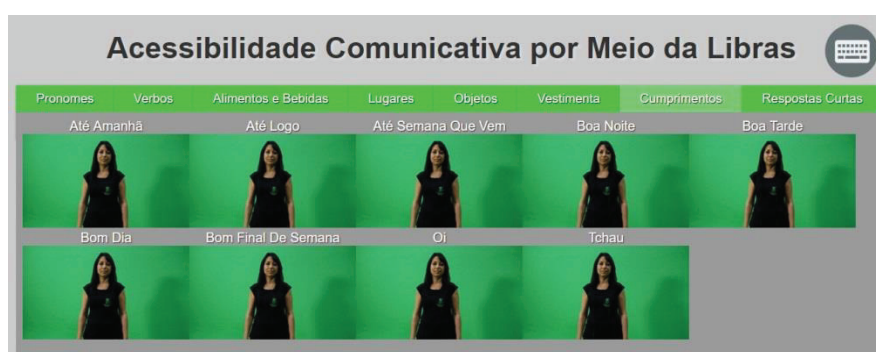 Acessibilidade Comunicativa por Meio da Libras
Pronomes Verbos Alimentos e Bebidas Lugares Objetos Vestimenta Cumprimentos Respostas Curtas
Até Amanhã Até Logo Até Semana Que Vem Boa Noite Boa Tarde
Bom Dia Bom Final De Semana Oi Tchau